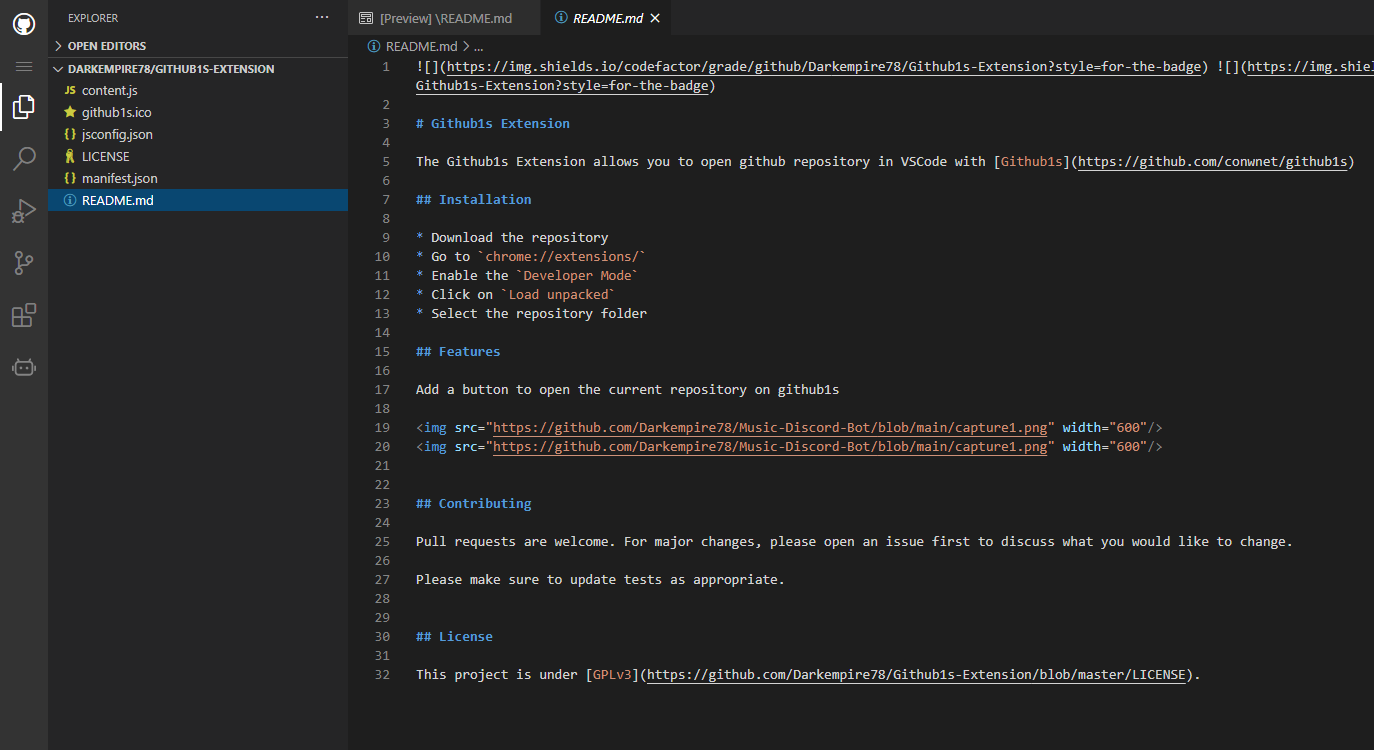 EXPLORER
OPEN EDITORS
DARKEMPIRE78/GITHUB1S-EXTENSION
JS content.js
github1s.ico
{} jsconfig.json
LICENSE
{} manifest.json
README.md
[Preview] \README.md
README.md
README.md > ...
1 ![](https://img.shields.io/codefactor/grade/github/Darkempire78/Github1s-Extension?style=for-the-badge) ![](https://img.shiel
Github1s-Extension?style=for-the-badge)
2
3 # Github1s Extension
4
5 The Github1s Extension allows you to open github repository in VSCode with [Github1s](https://github.com/conwnet/github1s)
6
7 ## Installation
8
9 * Download the repository
10 * Go to `chrome://extensions/`
11 * Enable the `Developer Mode`
12 * Click on `Load unpacked`
13 * Select the repository folder
14
15 ## Features
16
17 Add a button to open the current repository on github1s
18
19 <img src="https://github.com/Darkempire78/Music-Discord-Bot/blob/main/capture1.png" width="600"/>
20 <img src="https://github.com/Darkempire78/Music-Discord-Bot/blob/main/capture1.png" width="600"/>
21
22
23 ## Contributing
24
25 Pull requests are welcome. For major changes, please open an issue first to discuss what you would like to change.
26
27 Please make sure to update tests as appropriate.
28
29
30 ## License
31
32 This project is under [GPLv3](https://github.com/Darkempire78/Github1s-Extension/blob/master/LICENSE).